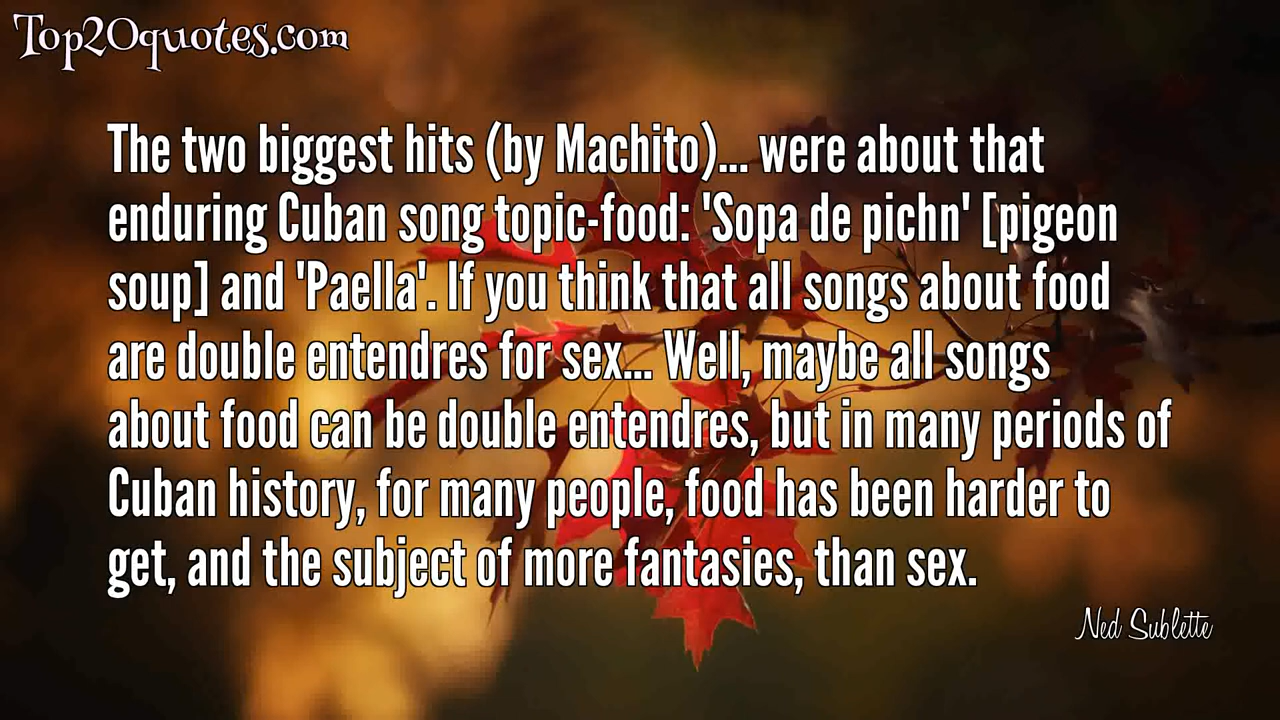 Top20quotes.com
The two biggest hits (by Machito)... were about that
enduring Cuban song topic-food: 'Sopa de pichn' [pigeon
soup] and 'Paella'. If you think that all songs about food
are double entendres for sex... Well, maybe all songs
about food can be double entendres, but in many periods of
Cuban history, for many people, food has been harder to
get, and the subject of more fantasies, than sex.
Ned Sublette